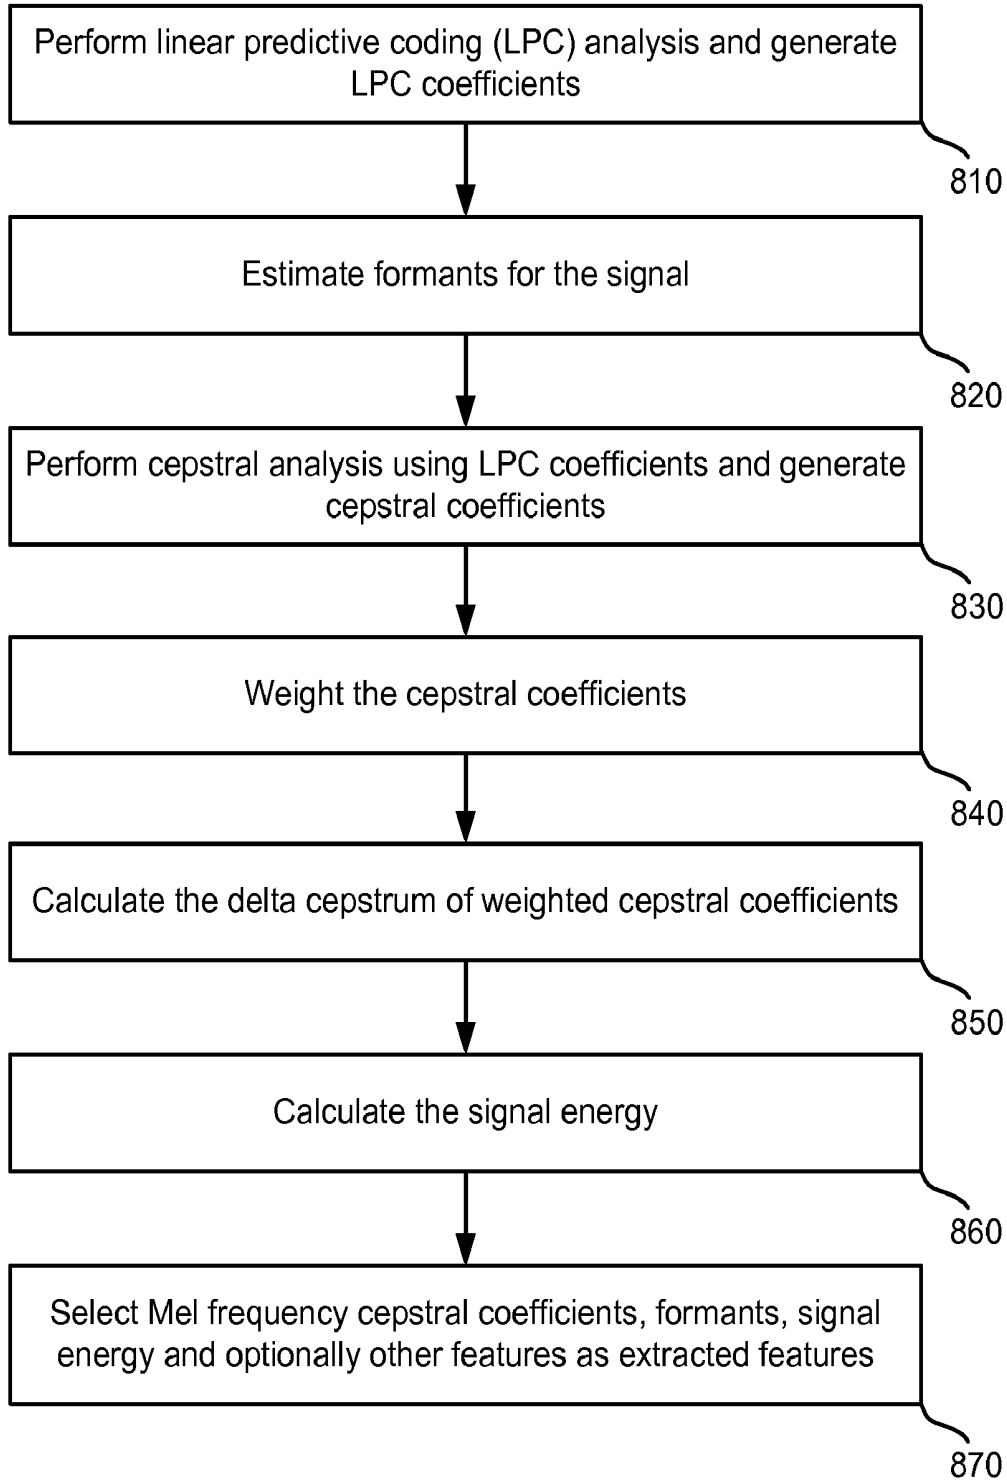 Perform linear predictive coding (LPC) analysis and generate
LPC coefficients
810
Estimate formants for the signal
820
Perform cepstral analysis using LPC coefficients and generate
cepstral coefficients
830
Weight the cepstral coefficients
840
Calculate the delta cepstrum of weighted cepstral coefficients
850
Calculate the signal energy
860
Select Mel frequency cepstral coefficients, formants, signal
energy and optionally other features as extracted features
870